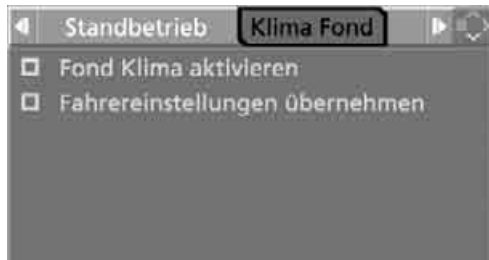 Standbetrieb Klima Fond
Fond Klima aktivieren
Fahrereinstellungen übernehmen